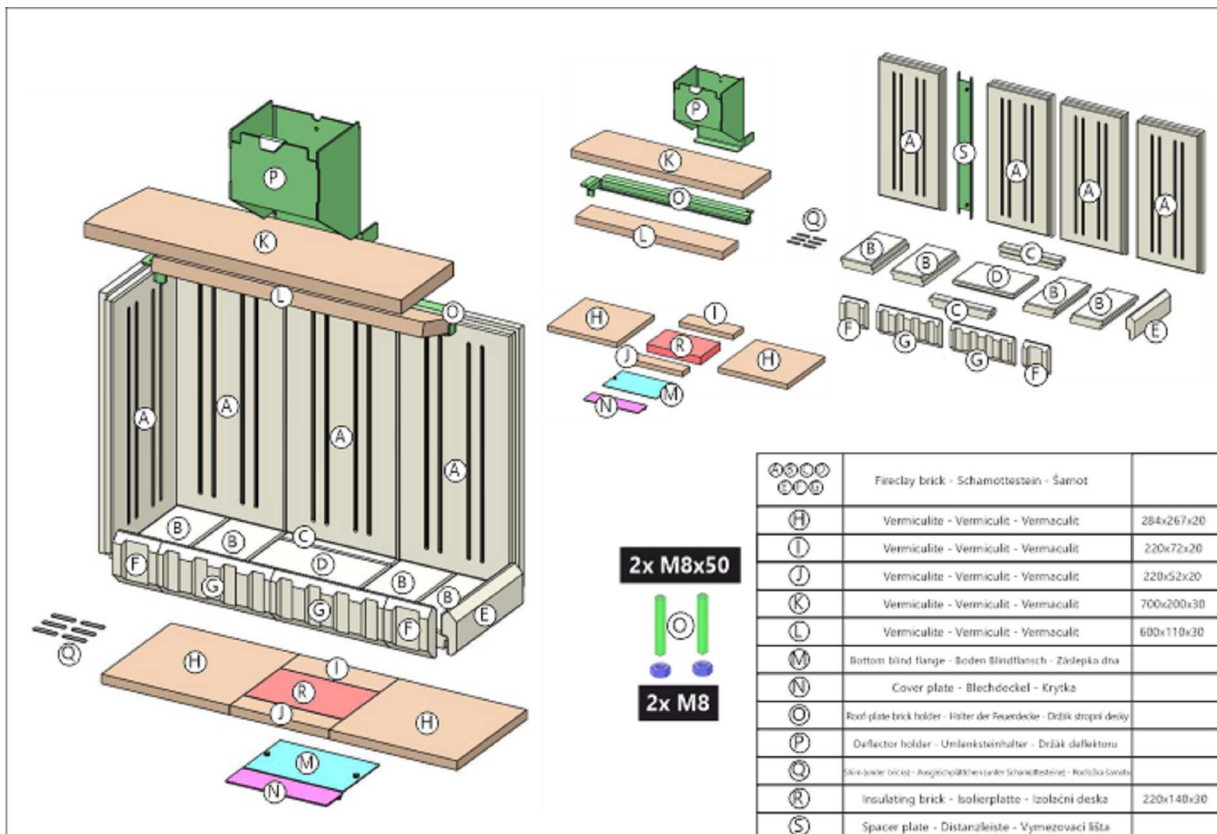 P
K
L
O
A
A
A
A
B
B
C
D
B
B
F
G
G
F
E
Q
H
I
R
J
H
M
N
P
K
O
L
H
I
R
J
H
M
N
A
S
A
A
A
Q
B
B
C
D
B
B
C
E
F
G
G
F
2x M8x50
O
2x M8
A B C D
E F G
Fireclay brick - Schamottestein - Šamot
H Vermiculite - Vermiculit - Vermaculit 284x267x20
I Vermiculite - Vermiculit - Vermaculit 220x72x20
J Vermiculite - Vermiculit - Vermaculit 220x52x20
K Vermiculite - Vermiculit - Vermaculit 700x200x30
L Vermiculite - Vermiculit - Vermaculit 600x110x30
M Bottom blind flange - Boden Blindflansch - Záslepka dna
N Cover plate - Blechdeckel - Krytka
O Roof plate brick holder - Halter der Feuerdecke - Držák stropní desky
P Deflector holder - Umlenksteinhalter - Držák deflektoru
Q
R Insulating brick - Isolierplatte - Izolační deska 220x140x30
S Spacer plate - Distanzleiste - Vymezovací lišta